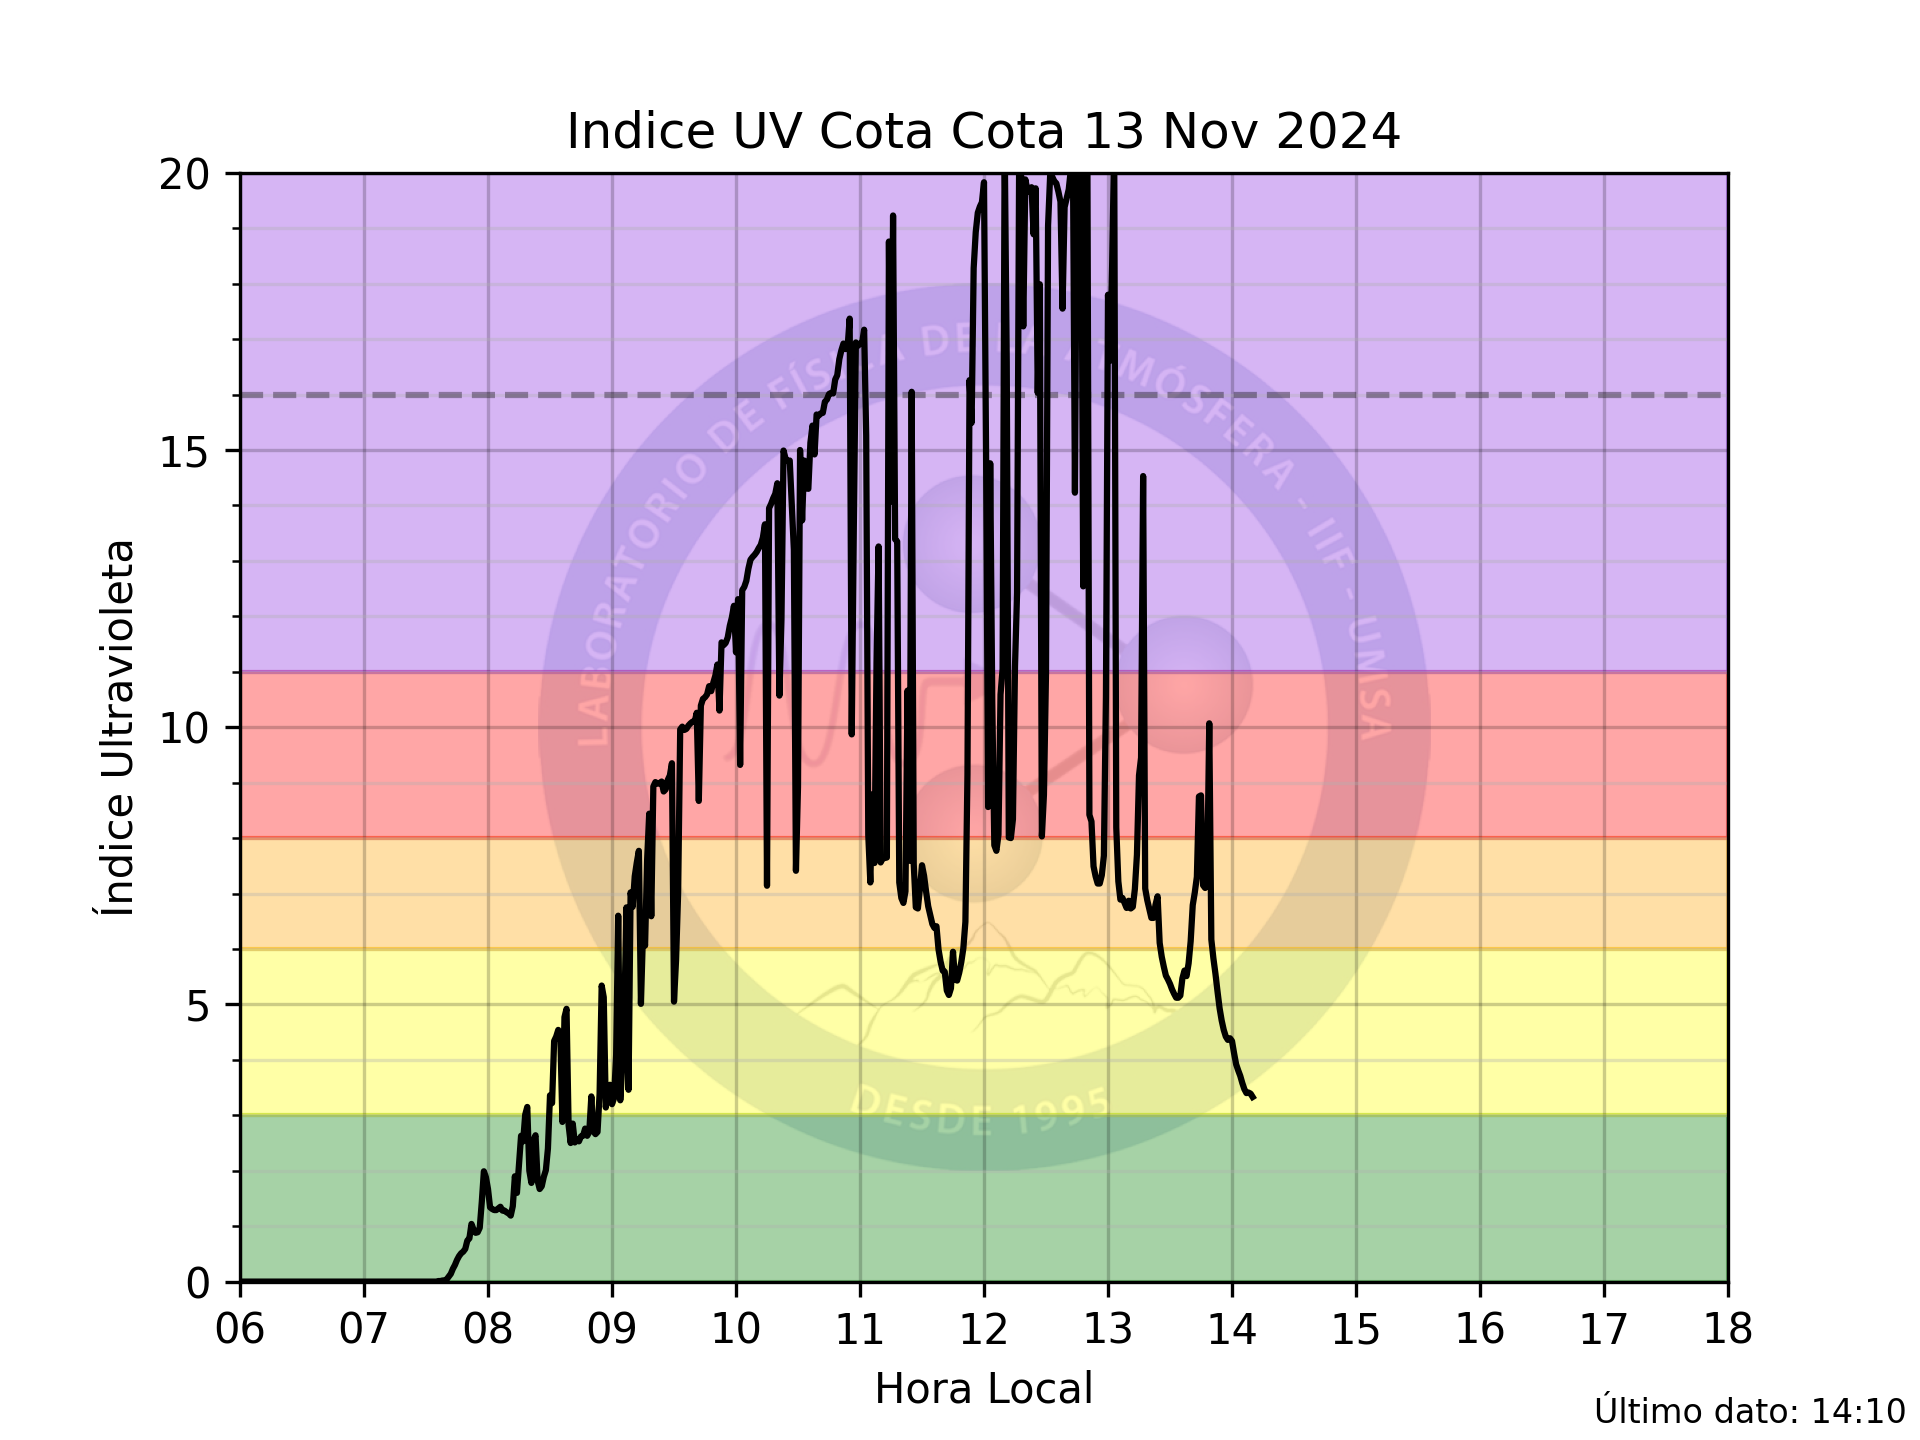 Indice UV Cota Cota 13 Nov 2024
20
15
10
5
0
Índice Ultravioleta
LABORATORIO DE FÍSICA DE LA ATMÓSFERA - IIF - UMSA
DESDE 1995
06 07 08 09 10 11 12 13 14 15 16 17 18
Hora Local
Último dato: 14:10